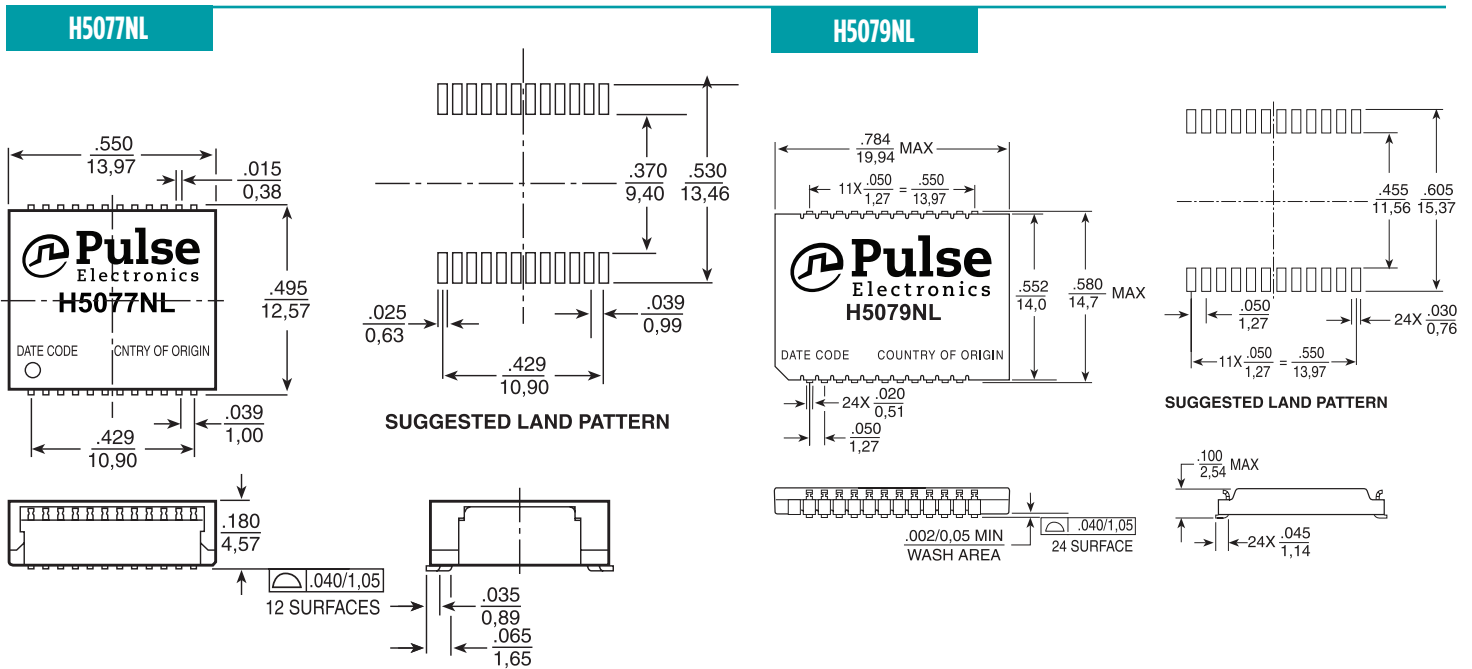 H5077NL
.550
13,97
.015
0,38
Pulse
Electronics
H5077NL
DATE CODE
CNTRY OF ORIGIN
.495
12,57
.039
1,00
.429
10,90
.370
9,40
.530
13,46
.025
0,63
.039
0,99
.429
10,90
SUGGESTED LAND PATTERN
.180
4,57
.040/1,05
12 SURFACES
.035
0,89
.065
1,65
H5079NL
.784
19,94
MAX
11X .050
1,27
= .550
13,97
Pulse
Electronics
H5079NL
DATE CODE
COUNTRY OF ORIGIN
.552
14,0
.580
14,7
MAX
24X .020
0,51
.050
1,27
.455
11,56
.605
15,37
.050
1,27
24X .030
0,76
11X .050
1,27
= .550
13,97
SUGGESTED LAND PATTERN
.002/0,05 MIN
WASH AREA
.040/1,05
24 SURFACE
.100
2,54
MAX
24X .045
1,14